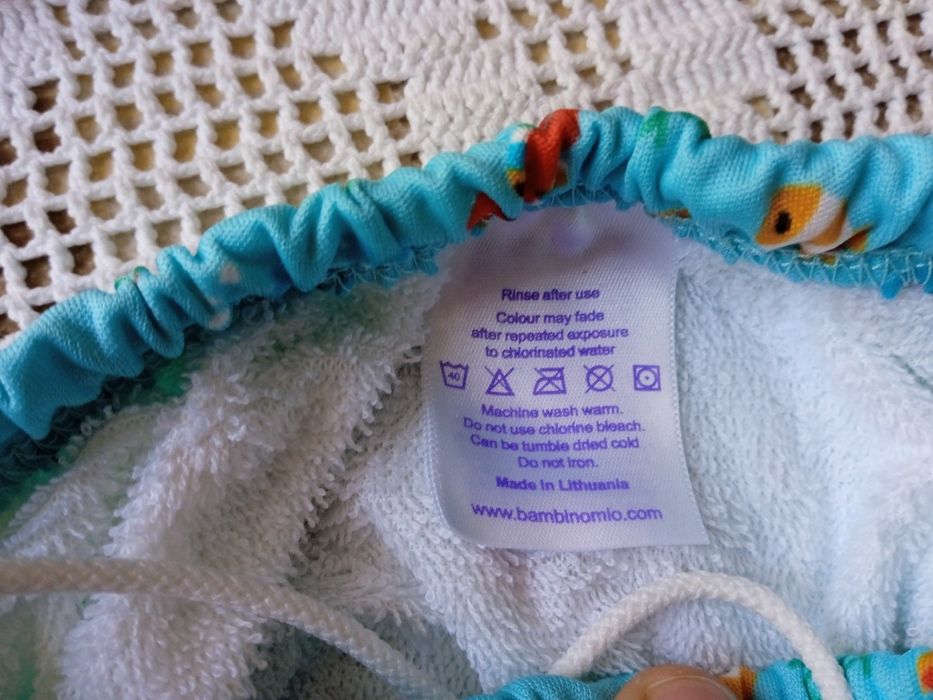 Rinse after use
Colour may fade
after repeated exposure
to chlorinated water
40
Machine wash warm.
Do not use chlorine bleach.
Can be tumble dried cold
Do not iron.
Made in Lithuania
www.bambinomio.com